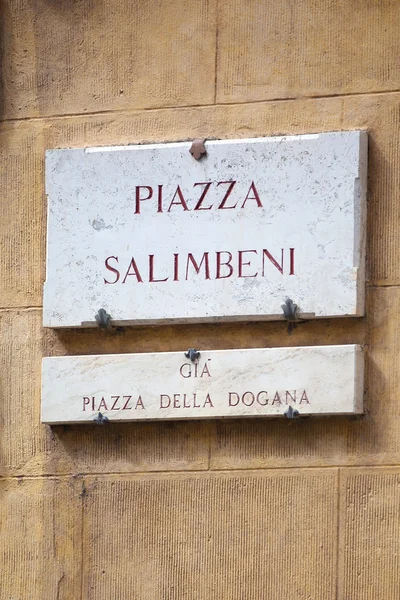 PIAZZA
SALIMBENI
GIÀ
PIAZZA DELLA DOGANA